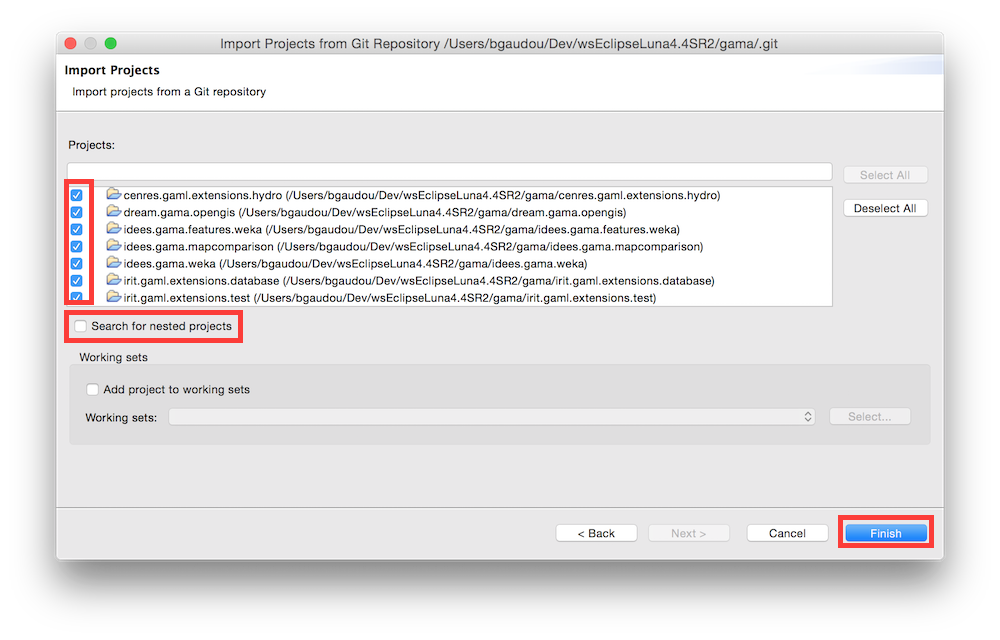 Import Projects from Git Repository /Users/bgaudou/Dev/wsEclipseLuna4.4SR2/gama/.git
Import Projects
Import projects from a Git repository
Projects:
Select All
cenres.gaml.extensions.hydro (/Users/bgaudou/Dev/wsEclipseLuna4.4SR2/gama/cenres.gaml.extensions.hydro)
dream.gama.opengis (/Users/bgaudou/Dev/wsEclipseLuna4.4SR2/gama/dream.gama.opengis)
Deselect All
idees.gama.features.weka (/Users/bgaudou/Dev/wsEclipseLuna4.4SR2/gama/idees.gama.features.weka)
idees.gama.mapcomparison (/Users/bgaudou/Dev/wsEclipseLuna4.4SR2/gama/idees.gama.mapcomparison)
idees.gama.weka (/Users/bgaudou/Dev/wsEclipseLuna4.4SR2/gama/idees.gama.weka)
irit.gaml.extensions.database (/Users/bgaudou/Dev/wsEclipseLuna4.4SR2/gama/irit.gaml.extensions.database)
irit.gaml.extensions.test (/Users/bgaudou/Dev/wsEclipseLuna4.4SR2/gama/irit.gaml.extensions.test)
Search for nested projects
Working sets
Add project to working sets
Working sets:
Select...
< Back
Next >
Cancel
Finish